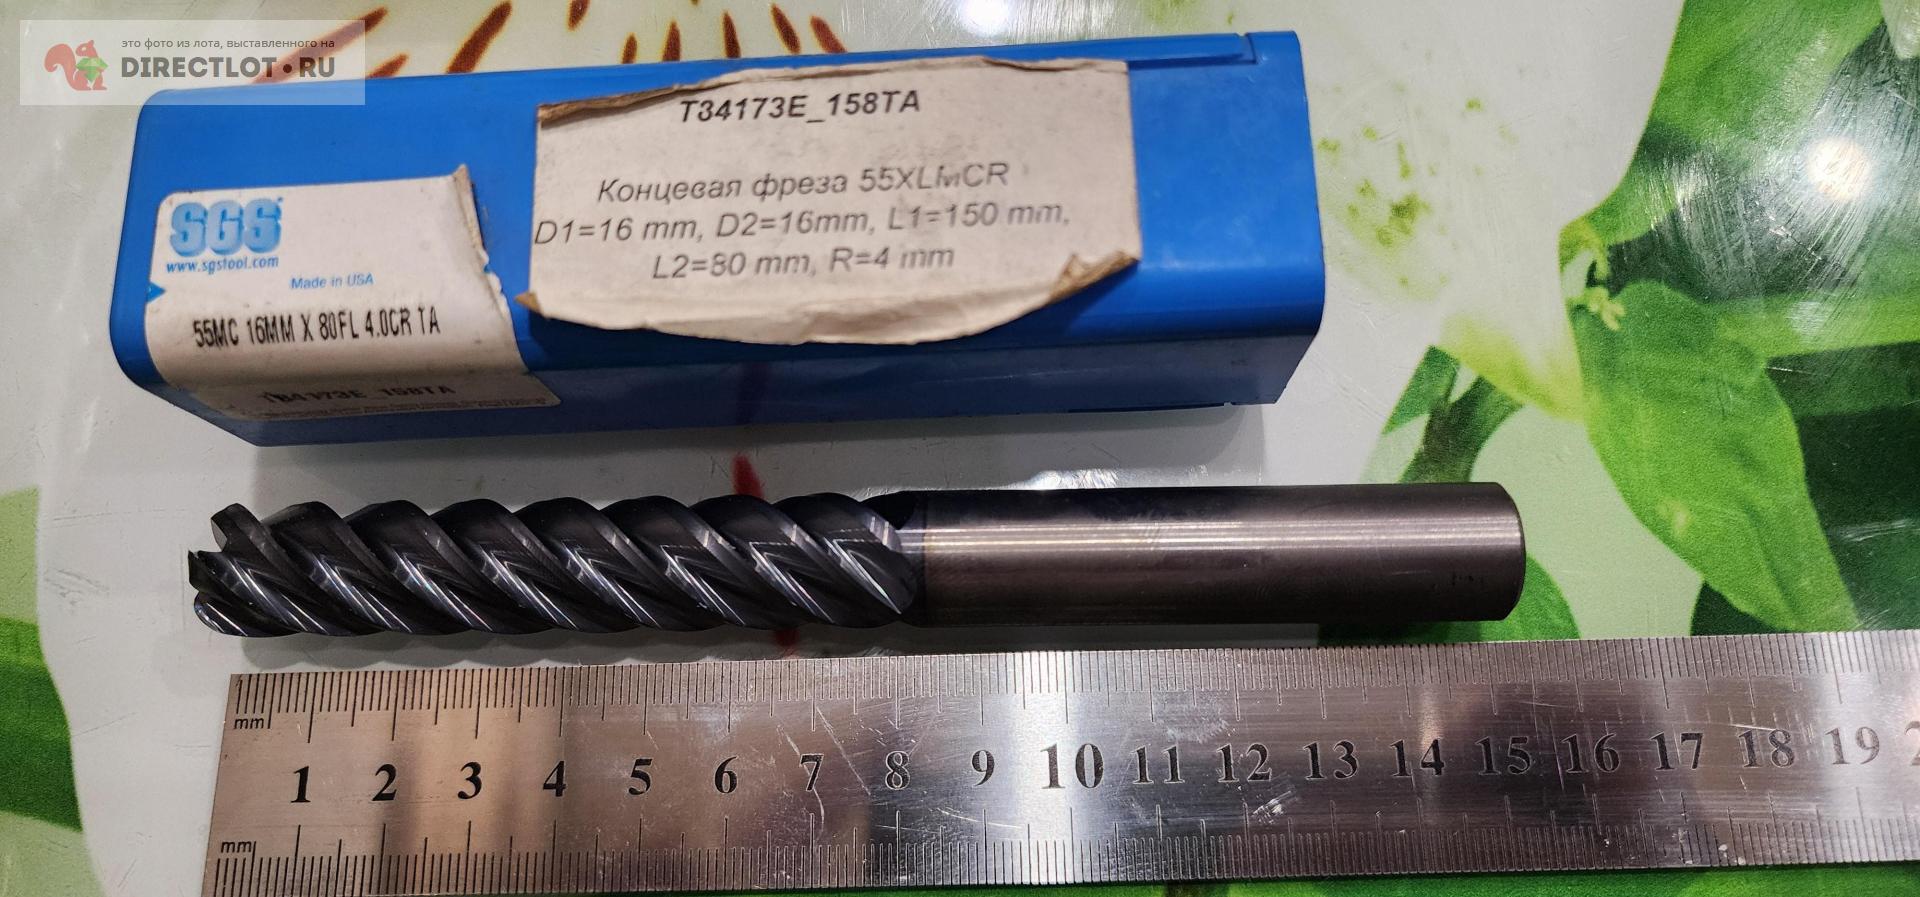 это фото из лота, выставленного на
DIRECTLOT•RU
T34173E_158TA
Концевая фреза 55XLMCR
D1=16 mm, D2=16mm, L1=150 mm,
L2=80 mm, R=4 mm
SGS
www.sgstool.com
Made in USA
55MC 16MM X 80FL 4.0CR TA
mm
1 2 3 4 5 6 7 8 9 10 11 12 13 14 15 16 17 18 19
mm